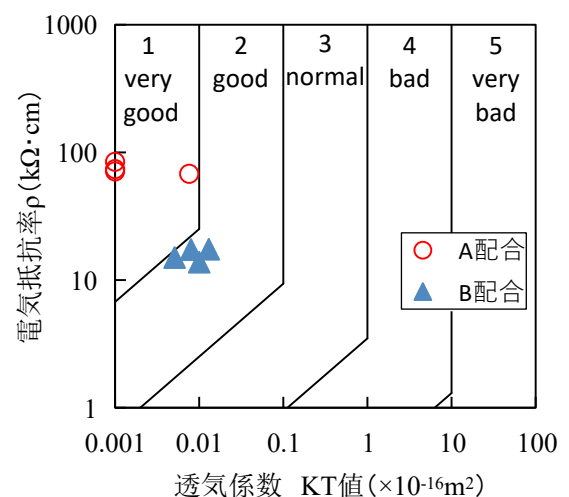 1000
100
10
1
電気抵抗率ρ(kΩ·cm)
1
very
good
2
good
3
normal
4
bad
5
very
bad
A配合
B配合
0.001 0.01 0.1 1 10 100
透気係数 KT値(×10⁻¹⁶m²)